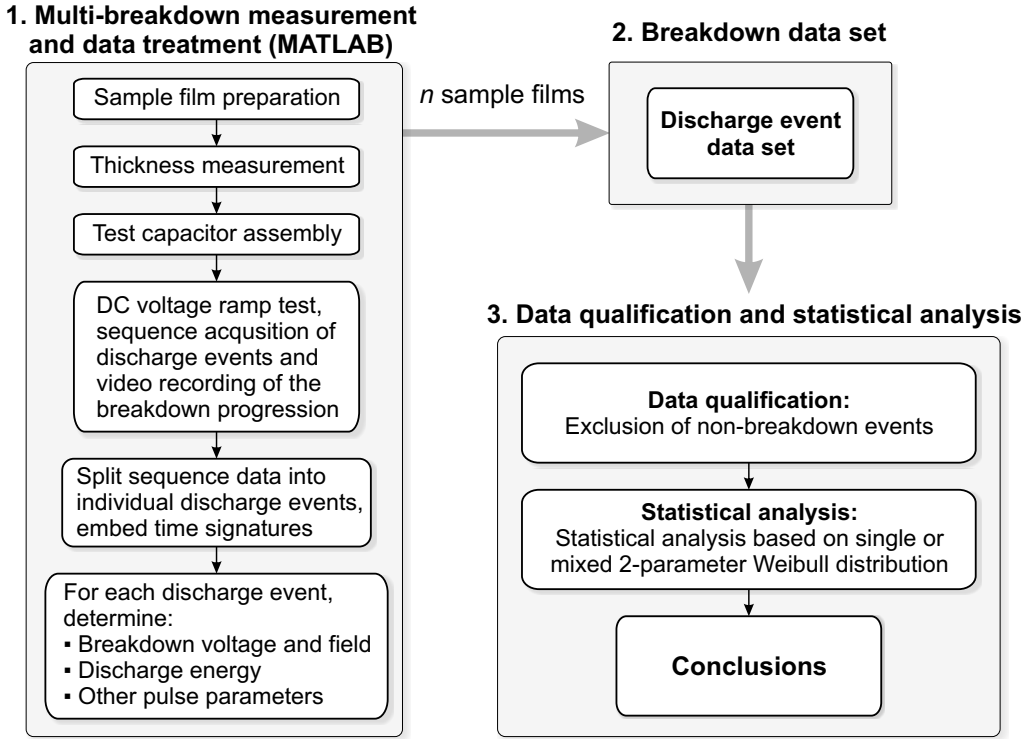 1. Multi-breakdown measurement
and data treatment (MATLAB)
Sample film preparation
Thickness measurement
Test capacitor assembly
DC voltage ramp test,
sequence acqusition of
discharge events and
video recording of the
breakdown progression
Split sequence data into
individual discharge events,
embed time signatures
For each discharge event,
determine:
▪ Breakdown voltage and field
▪ Discharge energy
▪ Other pulse parameters
n sample films
2. Breakdown data set
Discharge event
data set
3. Data qualification and statistical analysis
Data qualification:
Exclusion of non-breakdown events
Statistical analysis:
Statistical analysis based on single or
mixed 2-parameter Weibull distribution
Conclusions